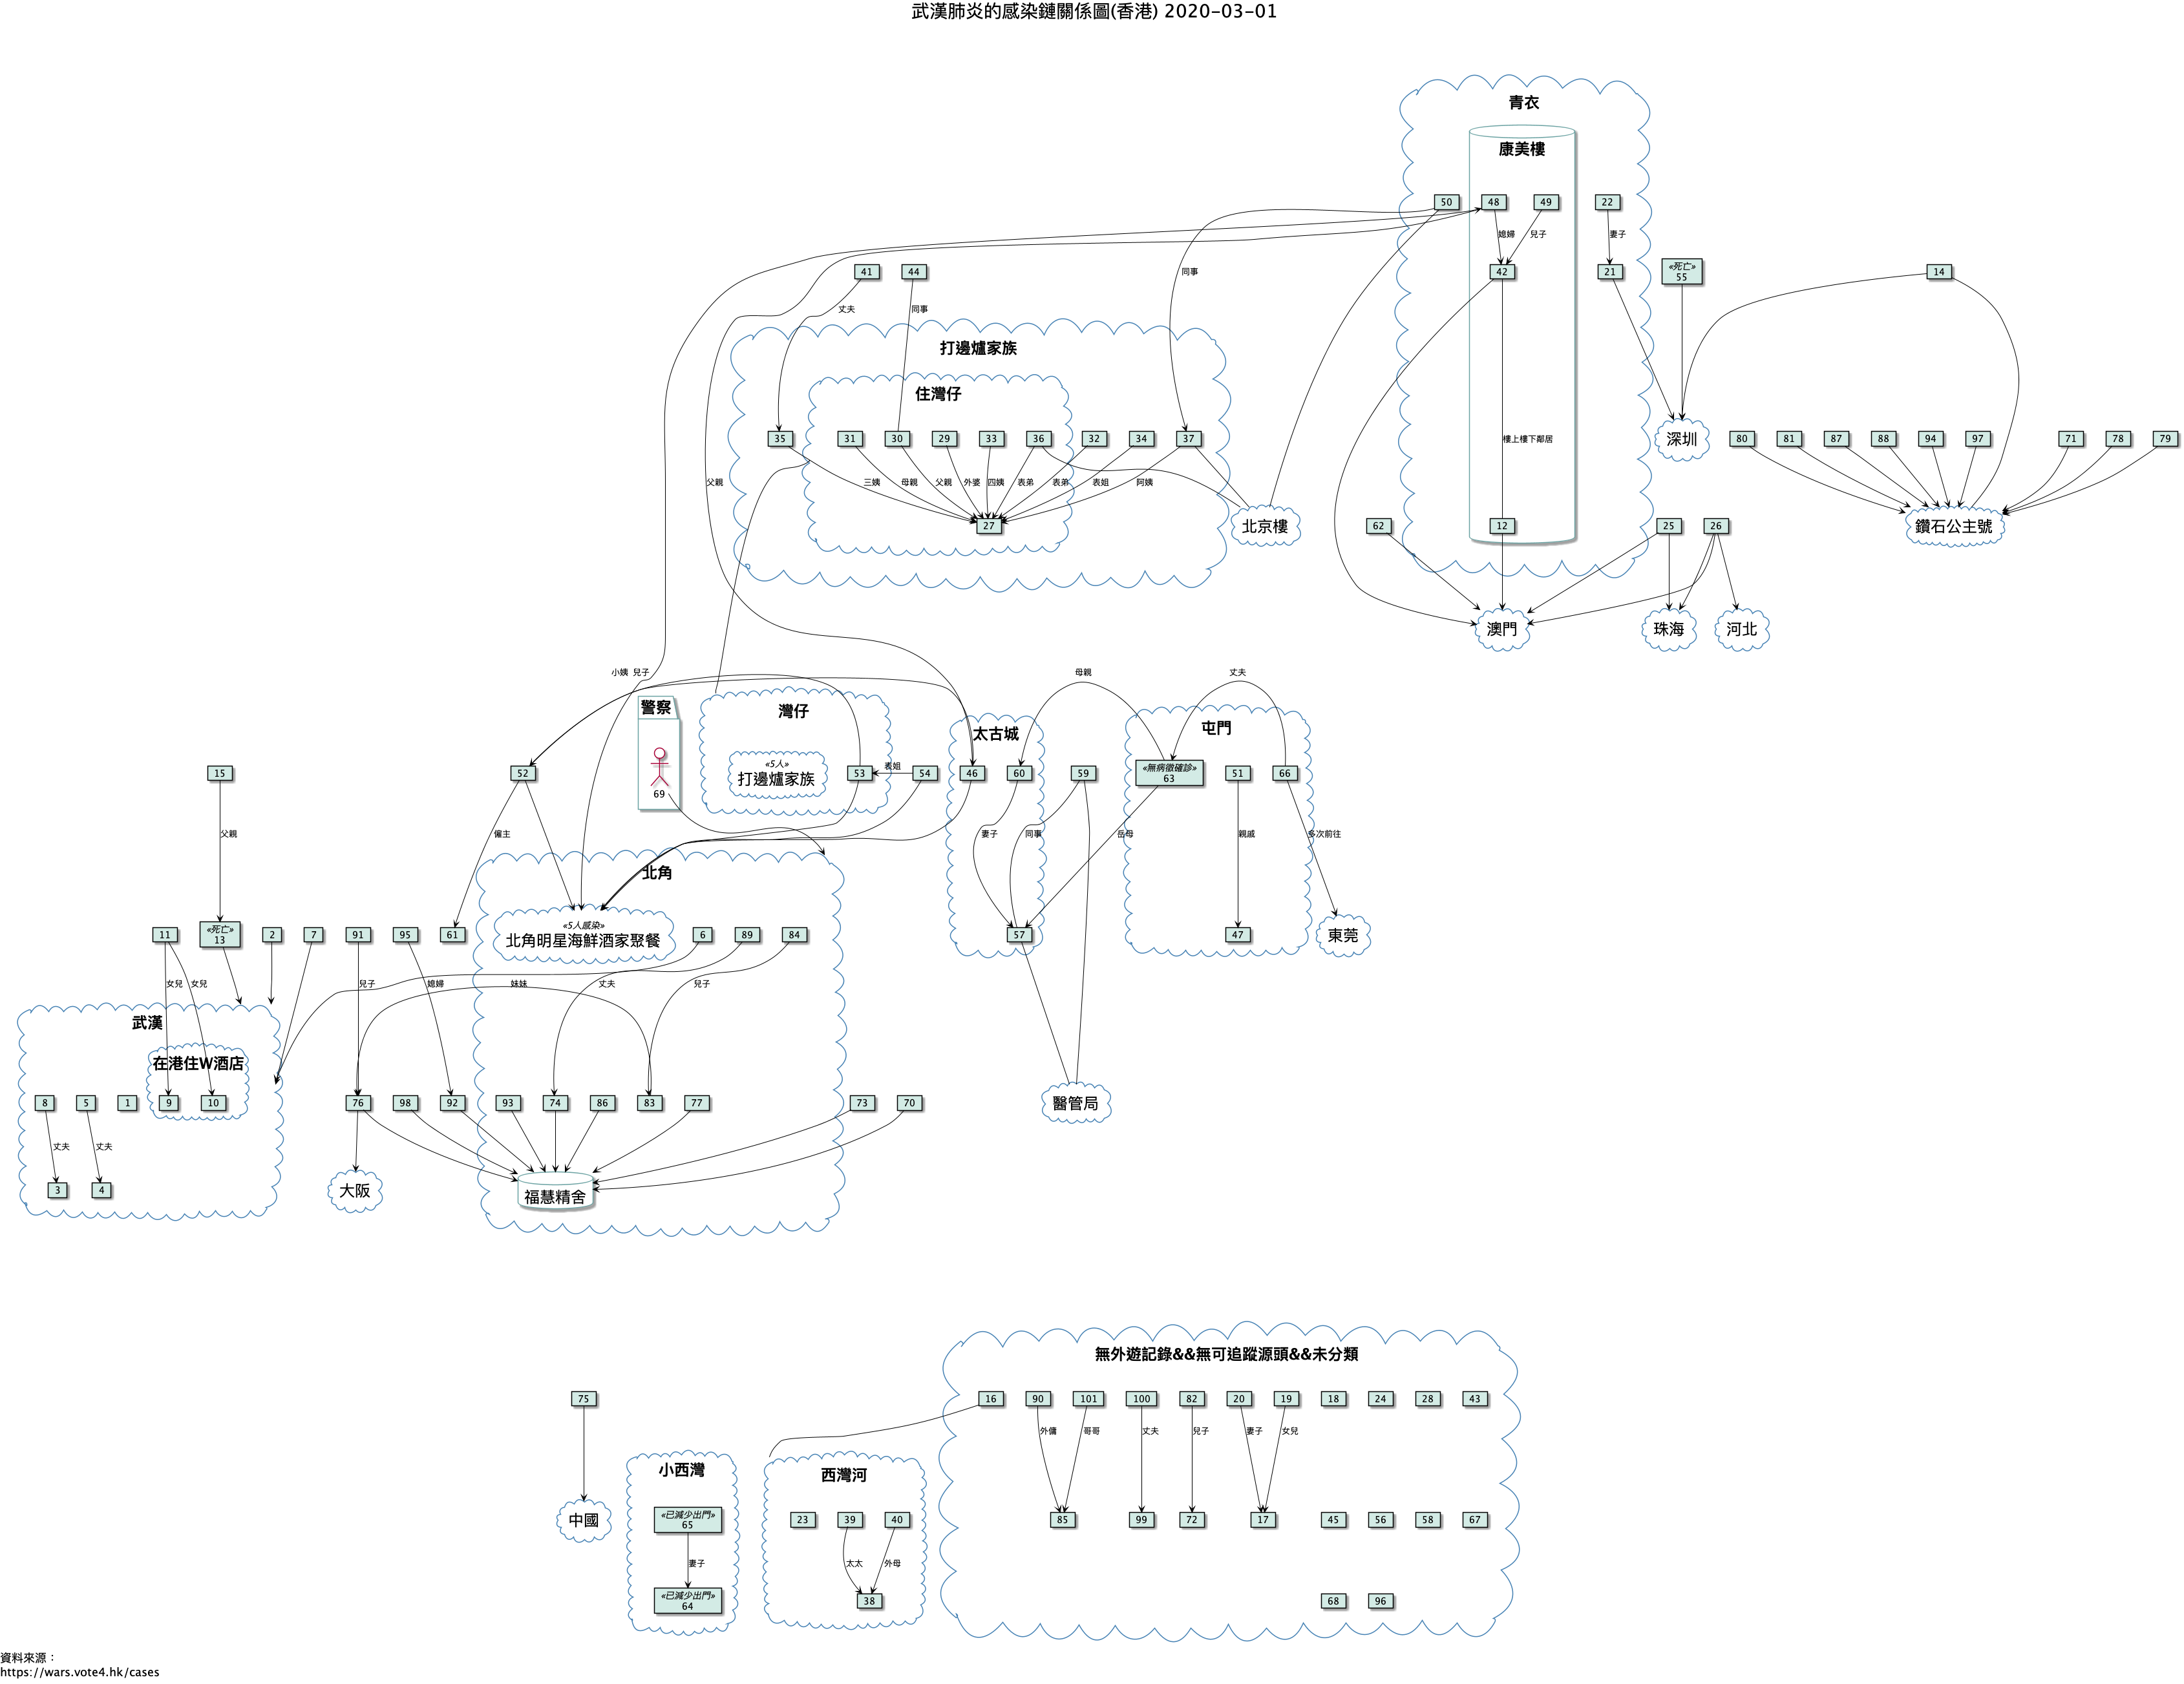 武漢肺炎的感染鏈關係圖(香港) 2020-03-01
青衣
康美樓
50
48
49
22
媳婦
兒子
妻子
41
44
同事
42
21
«死亡»
55
14
丈夫
同事
打邊爐家族
住灣仔
35
31
30
29
33
36
32
34
37
樓上樓下鄰居
深圳
80
81
87
88
94
97
71
78
79
父親
三姨
母親
父親
外婆
四姨
表弟
表弟
表姐
阿姨
27
北京樓
62
12
25
26
鑽石公主號
澳門
珠海
河北
小姨
兒子
母親
丈夫
警察
灣仔
太古城
屯門
15
52
69
«5人»
打邊爐家族
53
表姐
54
46
60
59
«無病徵確診»
63
51
66
父親
僱主
妻子
同事
岳母
親戚
多次前往
北角
11
«死亡»
13
2
7
91
95
61
«5人感染»
北角明星海鮮酒家聚餐
6
89
84
57
47
東莞
女兒
女兒
兒子
媳婦
妹妹
丈夫
兒子
武漢
在港住W酒店
8
5
1
9
10
76
98
92
93
74
86
83
77
73
70
醫管局
丈夫
丈夫
3
4
大阪
福慧精舍
無外遊記錄&&無可追蹤源頭&&未分類
75
16
90
101
100
82
20
19
18
24
28
43
外傭
哥哥
丈夫
兒子
妻子
女兒
小西灣
西灣河
中國
«已減少出門»
65
23
39
40
85
99
72
17
45
56
58
67
妻子
太太
外母
«已減少出門»
64
38
68
96
資料來源：
https://wars.vote4.hk/cases